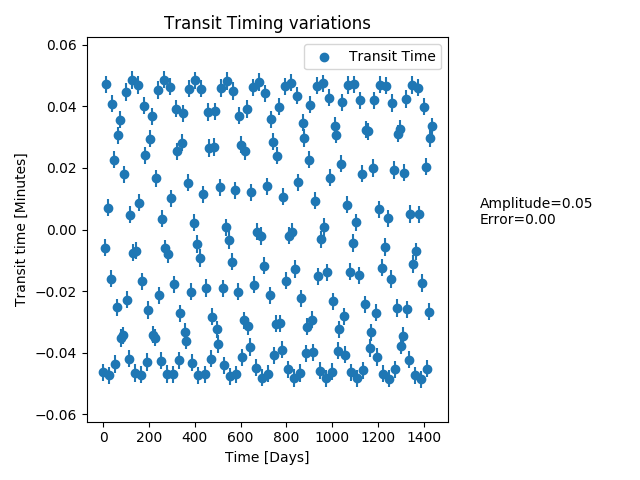 Transit Timing variations
Transit Time
0.06
0.04
0.02
0.00
−0.02
−0.04
−0.06
Transit time [Minutes]
0 200 400 600 800 1000 1200 1400
Time [Days]
Amplitude=0.05
Error=0.00